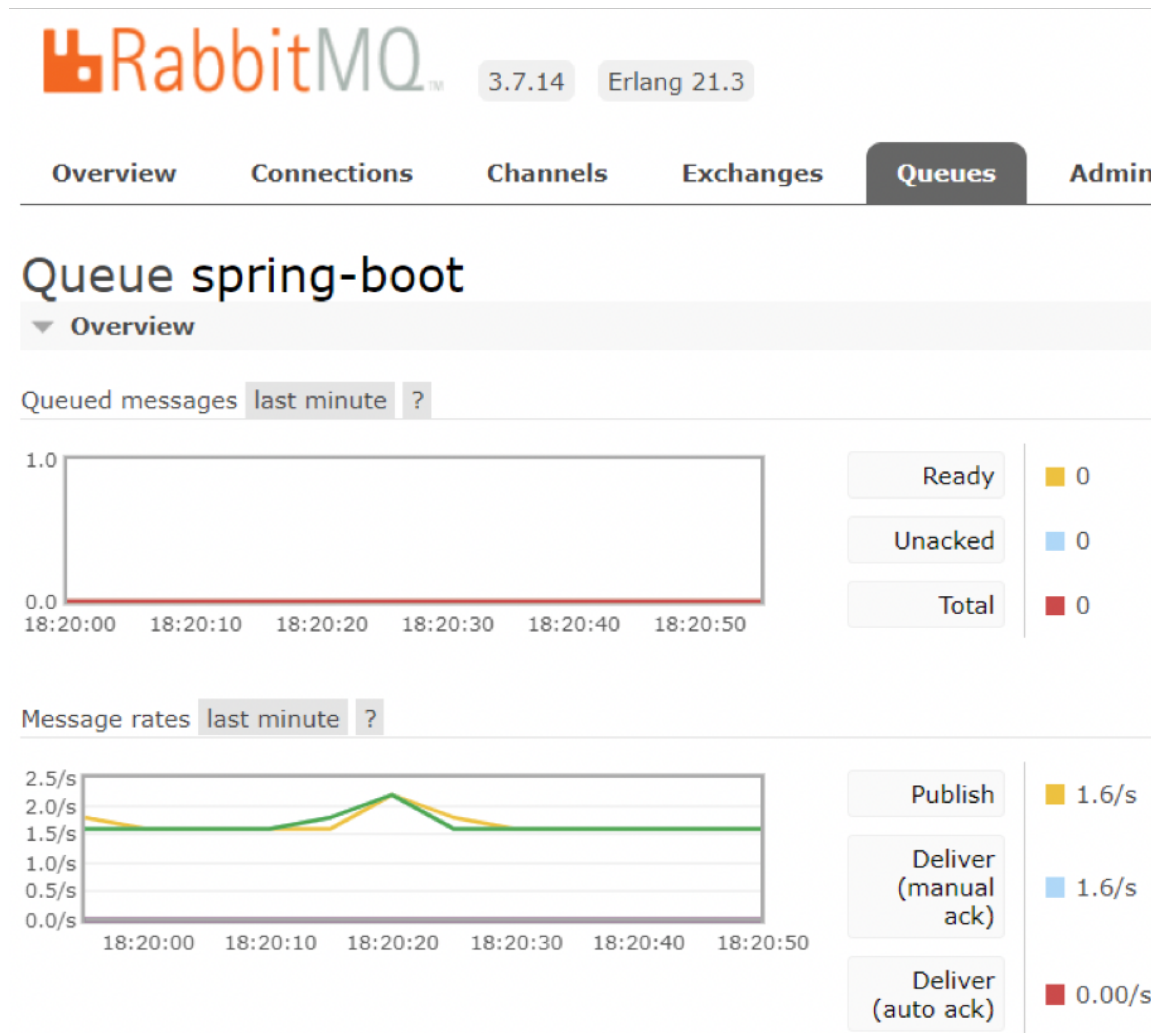 RabbitMQ TM 3.7.14 Erlang 21.3
Overview Connections Channels Exchanges Queues Admin
Queue spring-boot
Overview
Queued messages last minute ?
1.0
0.0
18:20:00 18:20:10 18:20:20 18:20:30 18:20:40 18:20:50
Ready 0
Unacked 0
Total 0
Message rates last minute ?
2.5/s
2.0/s
1.5/s
1.0/s
0.5/s
0.0/s
18:20:00 18:20:10 18:20:20 18:20:30 18:20:40 18:20:50
Publish 1.6/s
Deliver
(manual 1.6/s
ack)
Deliver
(auto ack) 0.00/s